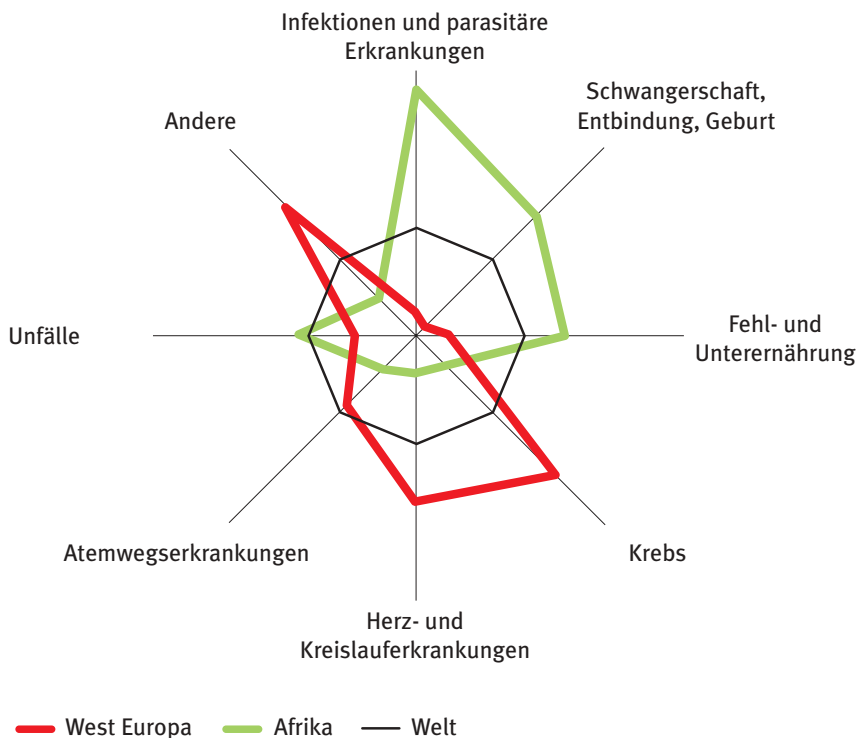 Infektionen und parasitäre
Erkrankungen
Schwangerschaft,
Entbindung, Geburt
Andere
Unfälle
Fehl- und
Unterernährung
Atemwegserkrankungen
Krebs
Herz- und
Kreislauferkrankungen
West Europa Afrika Welt